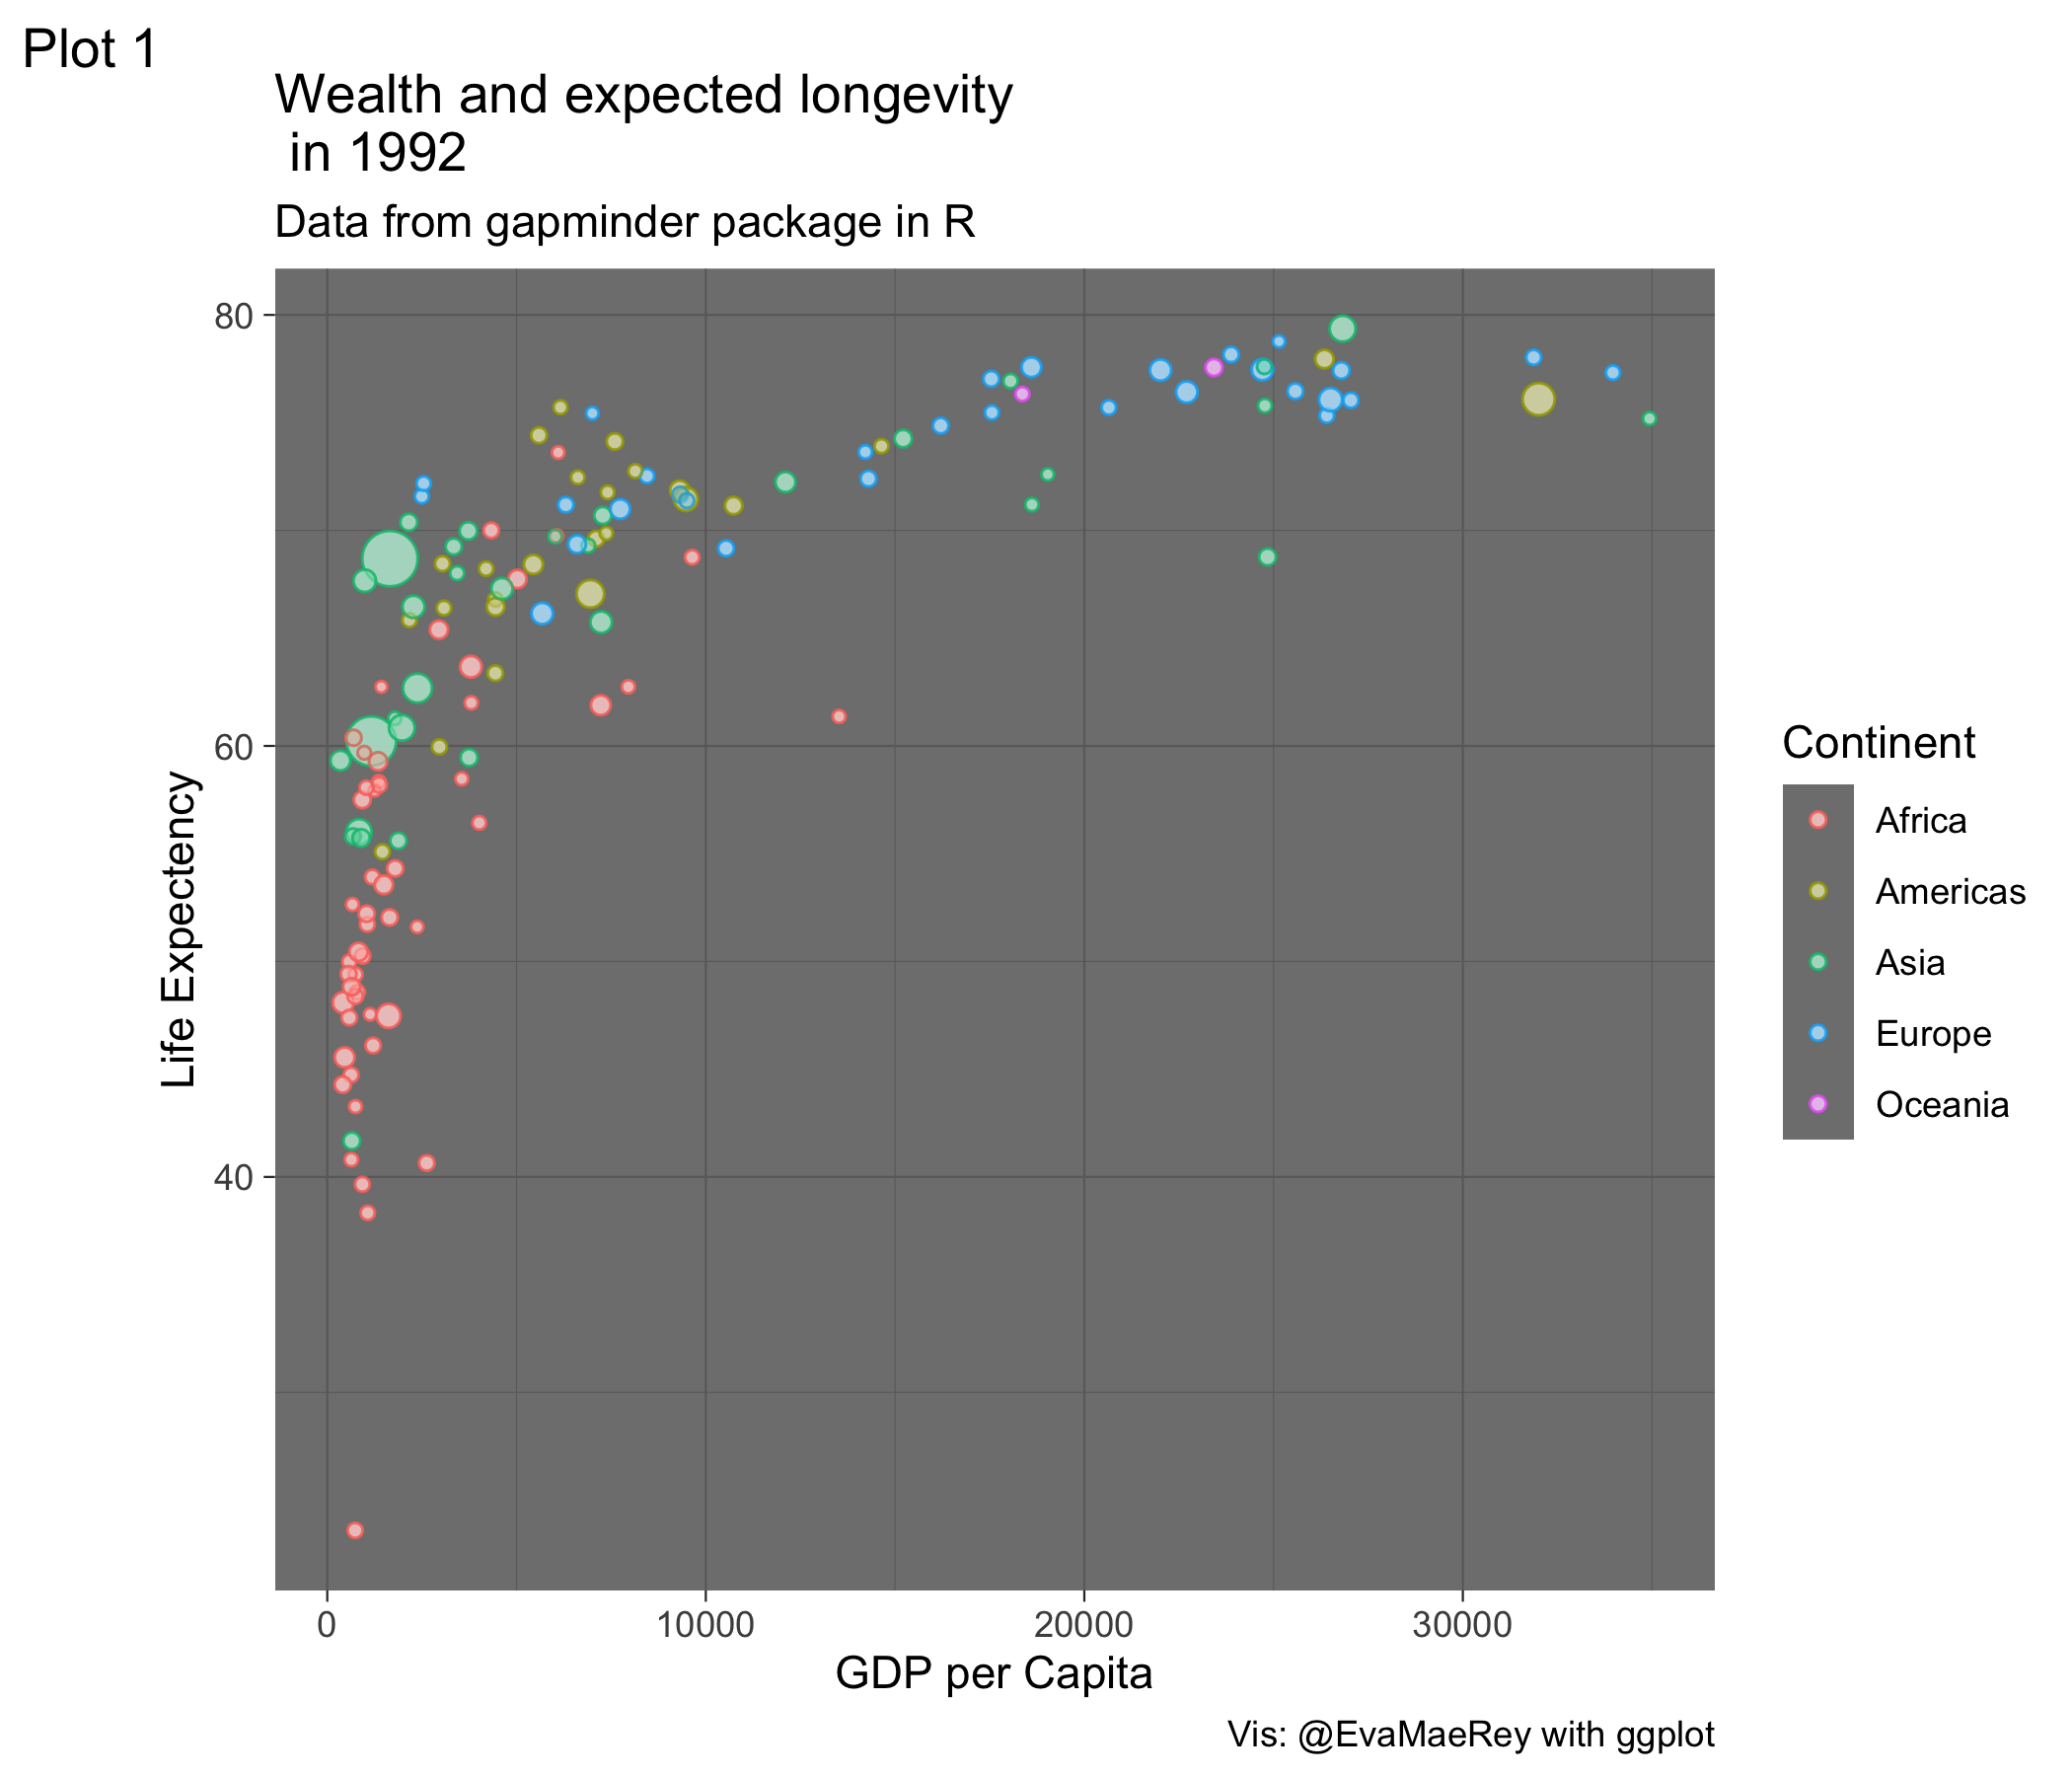 Plot 1
Wealth and expected longevity
in 1992
Data from gapminder package in R
80
60
40
Life Expectency
0 10000 20000 30000
GDP per Capita
Continent
Africa
Americas
Asia
Europe
Oceania
Vis: @EvaMaeRey with ggplot